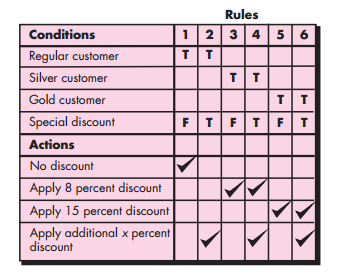 Rules
Conditions 1 2 3 4 5 6
Regular customer T T
Silver customer T T
Gold customer T T
Special discount F T F T F T
Actions
No discount
Apply 8 percent discount
Apply 15 percent discount
Apply additional x percent
discount